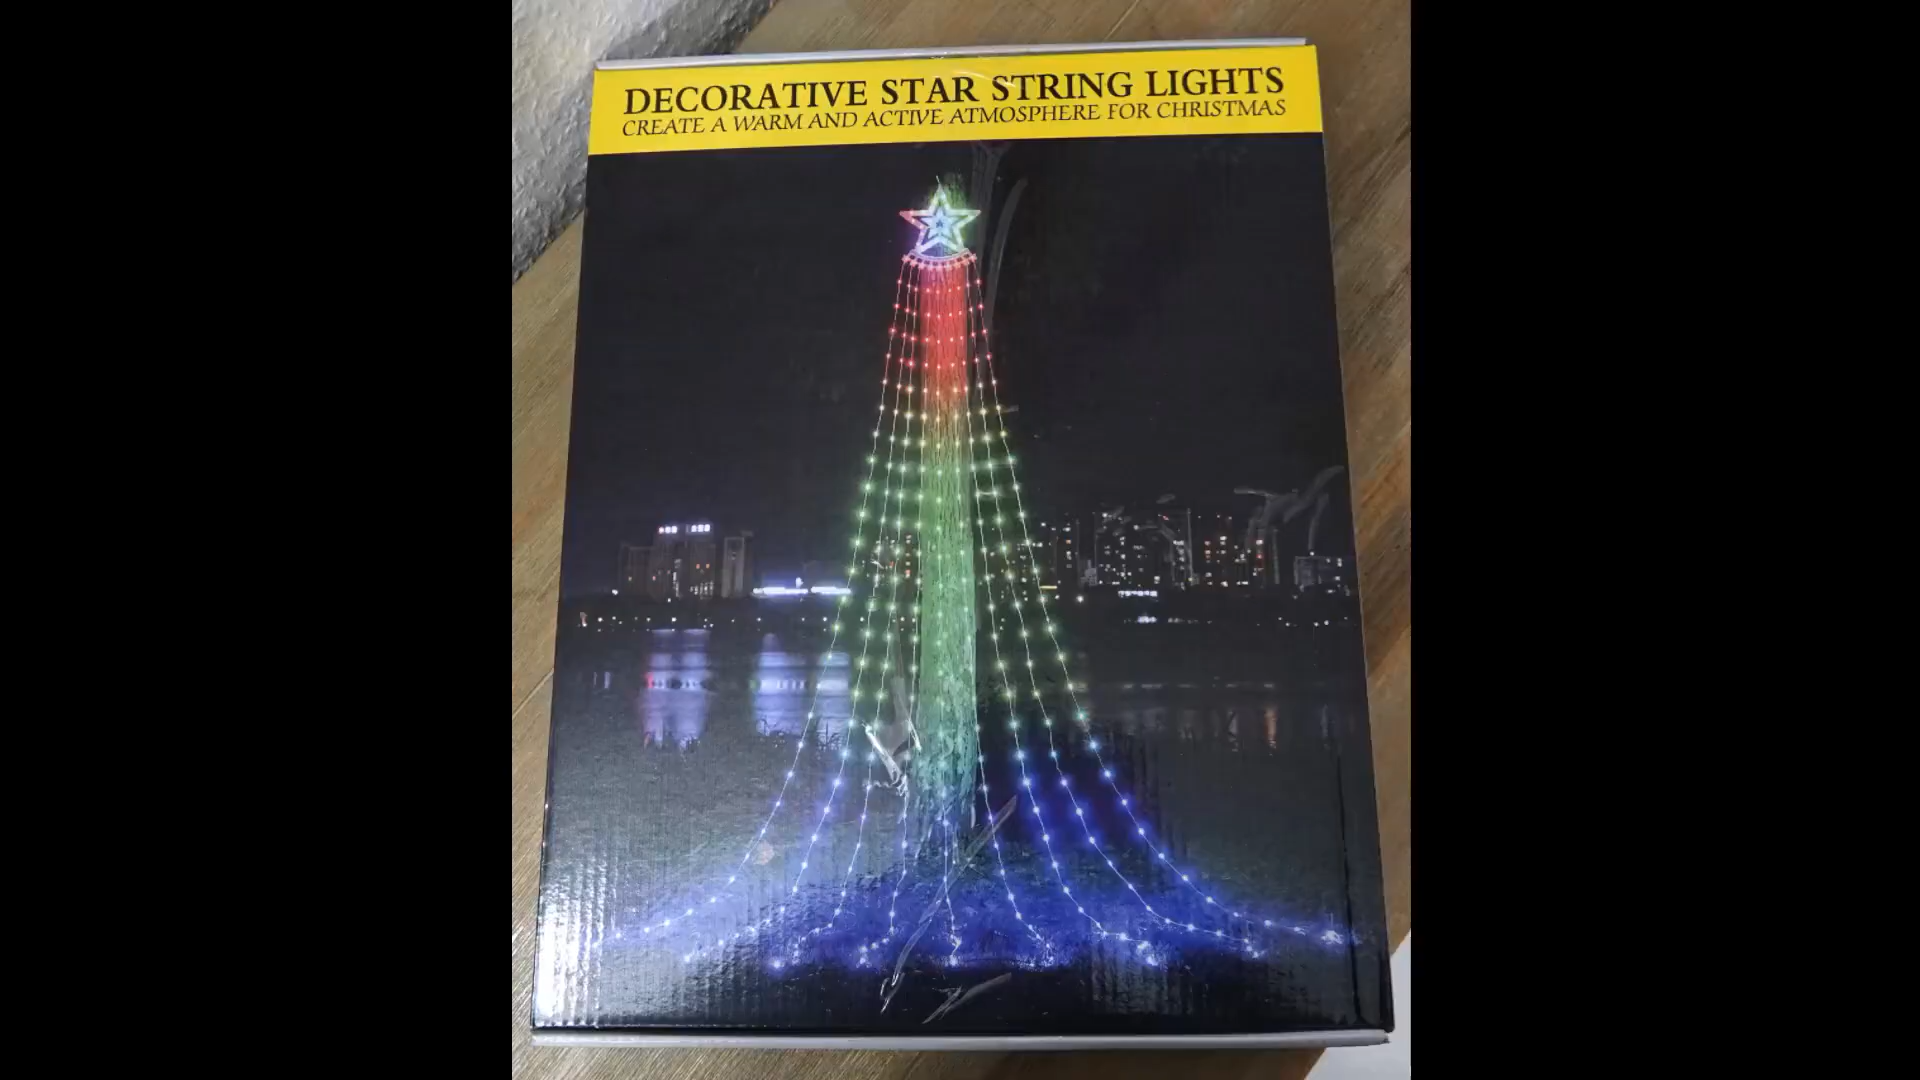 DECORATIVE STAR STRING LIGHTS
CREATE A WARM AND ACTIVE ATMOSPHERE FOR CHRISTMAS